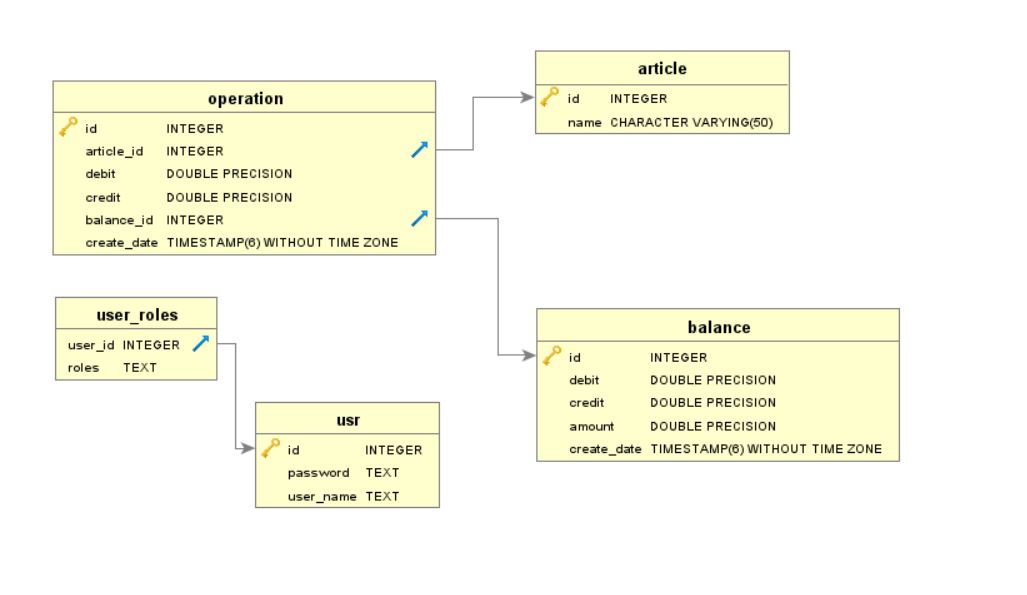 operation
id INTEGER
article_id INTEGER
debit DOUBLE PRECISION
credit DOUBLE PRECISION
balance_id INTEGER
create_date TIMESTAMP(6) WITHOUT TIME ZONE
article
id INTEGER
name CHARACTER VARYING(50)
user_roles
user_id INTEGER
roles TEXT
usr
id INTEGER
password TEXT
user_name TEXT
balance
id INTEGER
debit DOUBLE PRECISION
credit DOUBLE PRECISION
amount DOUBLE PRECISION
create_date TIMESTAMP(6) WITHOUT TIME ZONE